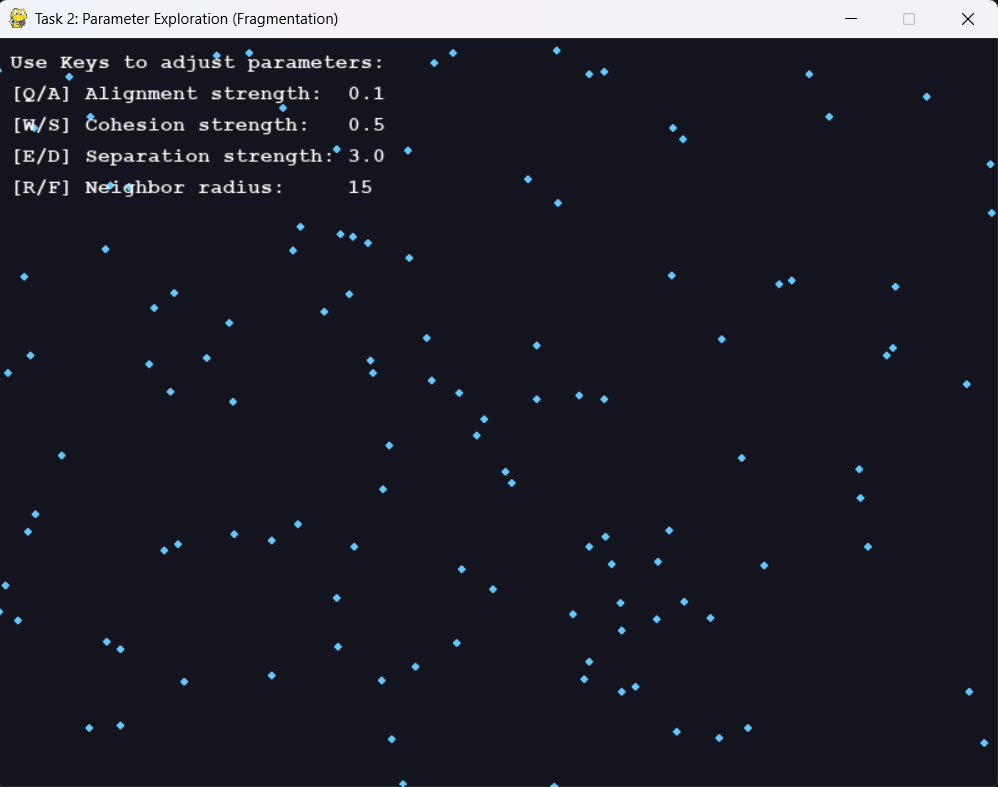 Task 2: Parameter Exploration (Fragmentation)
Use Keys to adjust parameters:
[Q/A] Alignment strength: 0.1
[W/S] Cohesion strength: 0.5
[E/D] Separation strength: 3.0
[R/F] Neighbor radius: 15